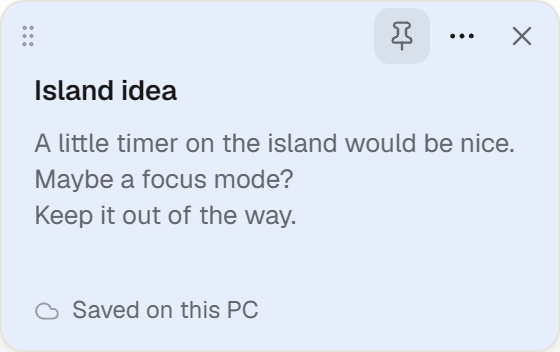 Island idea
A little timer on the island would be nice.
Maybe a focus mode?
Keep it out of the way.
Saved on this PC